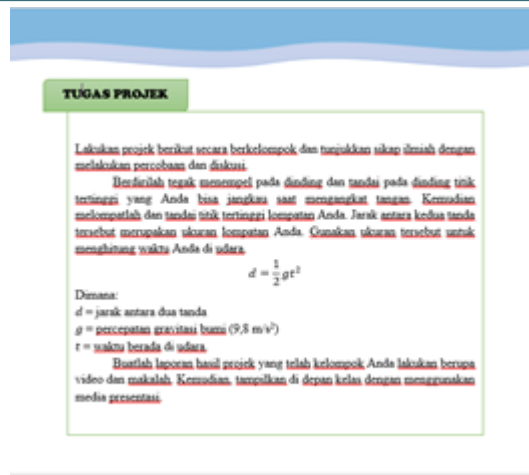 TUGAS PROJEK
Lakukan projek berikut secara berkelompok dan tunjukkan sikap ilmiah dengan
melakukan percobaan dan diskusi.
Berdirilah tegak menempel pada dinding dan tandai pada dinding titik
tertinggi yang Anda bisa jangkau saat mengangkat tangan. Kemudian
melompatlah dan tandai titik tertinggi lompatan Anda. Jarak antara kedua tanda
tersebut merupakan ukuran lompatan Anda. Gunakan ukuran tersebut untuk
menghitung waktu Anda di udara.
d = 1/2 gt²
Dimana:
d = jarak antara dua tanda
g = percepatan gravitasi bumi (9,8 m/s²)
t = waktu berada di udara.
Buatlah laporan hasil projek yang telah kelompok Anda lakukan berupa
video dan makalah. Kemudian, tampilkan di depan kelas dengan menggunakan
media presentasi.